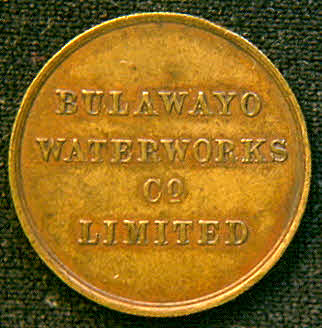 BULAWAYO
WATERWORKS
Cº
LIMITED